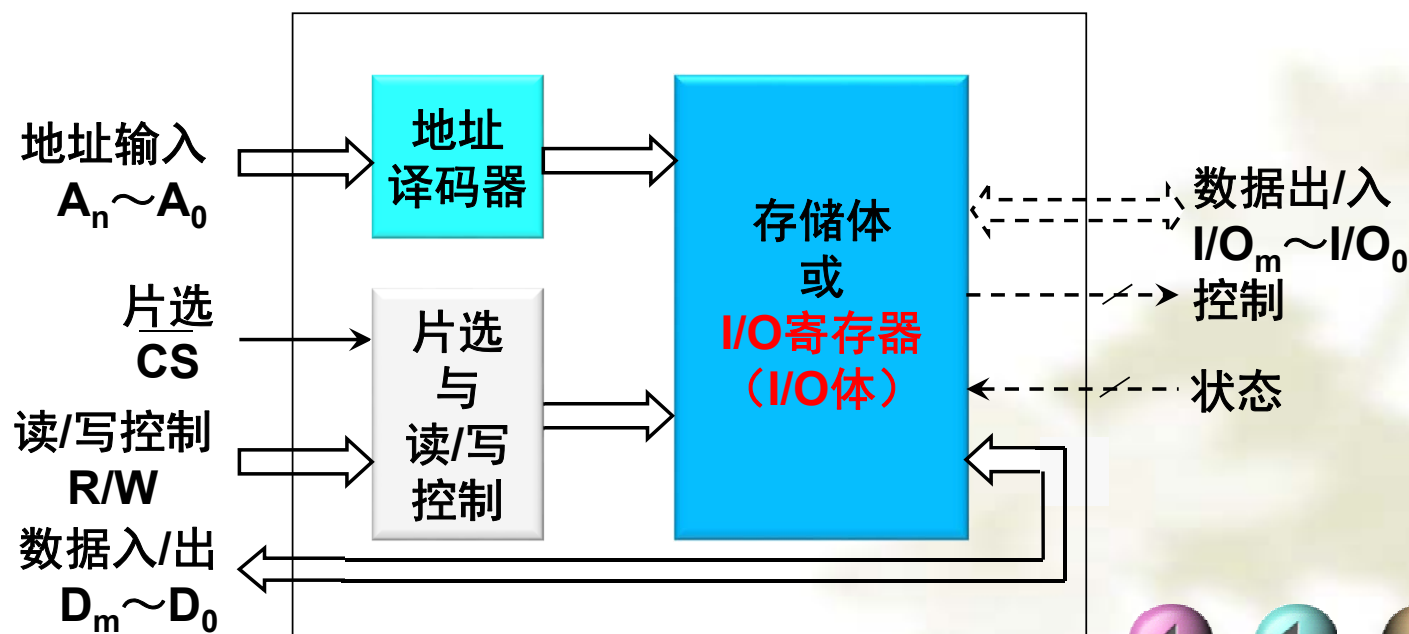 地址输入
Aₙ～A₀
片选
C̅S̅
读/写控制
R/W
数据入/出
Dₘ～D₀
地址
译码器
片选
与
读/写
控制
存储体
或
I/O寄存器
（I/O体）
数据出/入
I/Oₘ～I/O₀
控制
状态